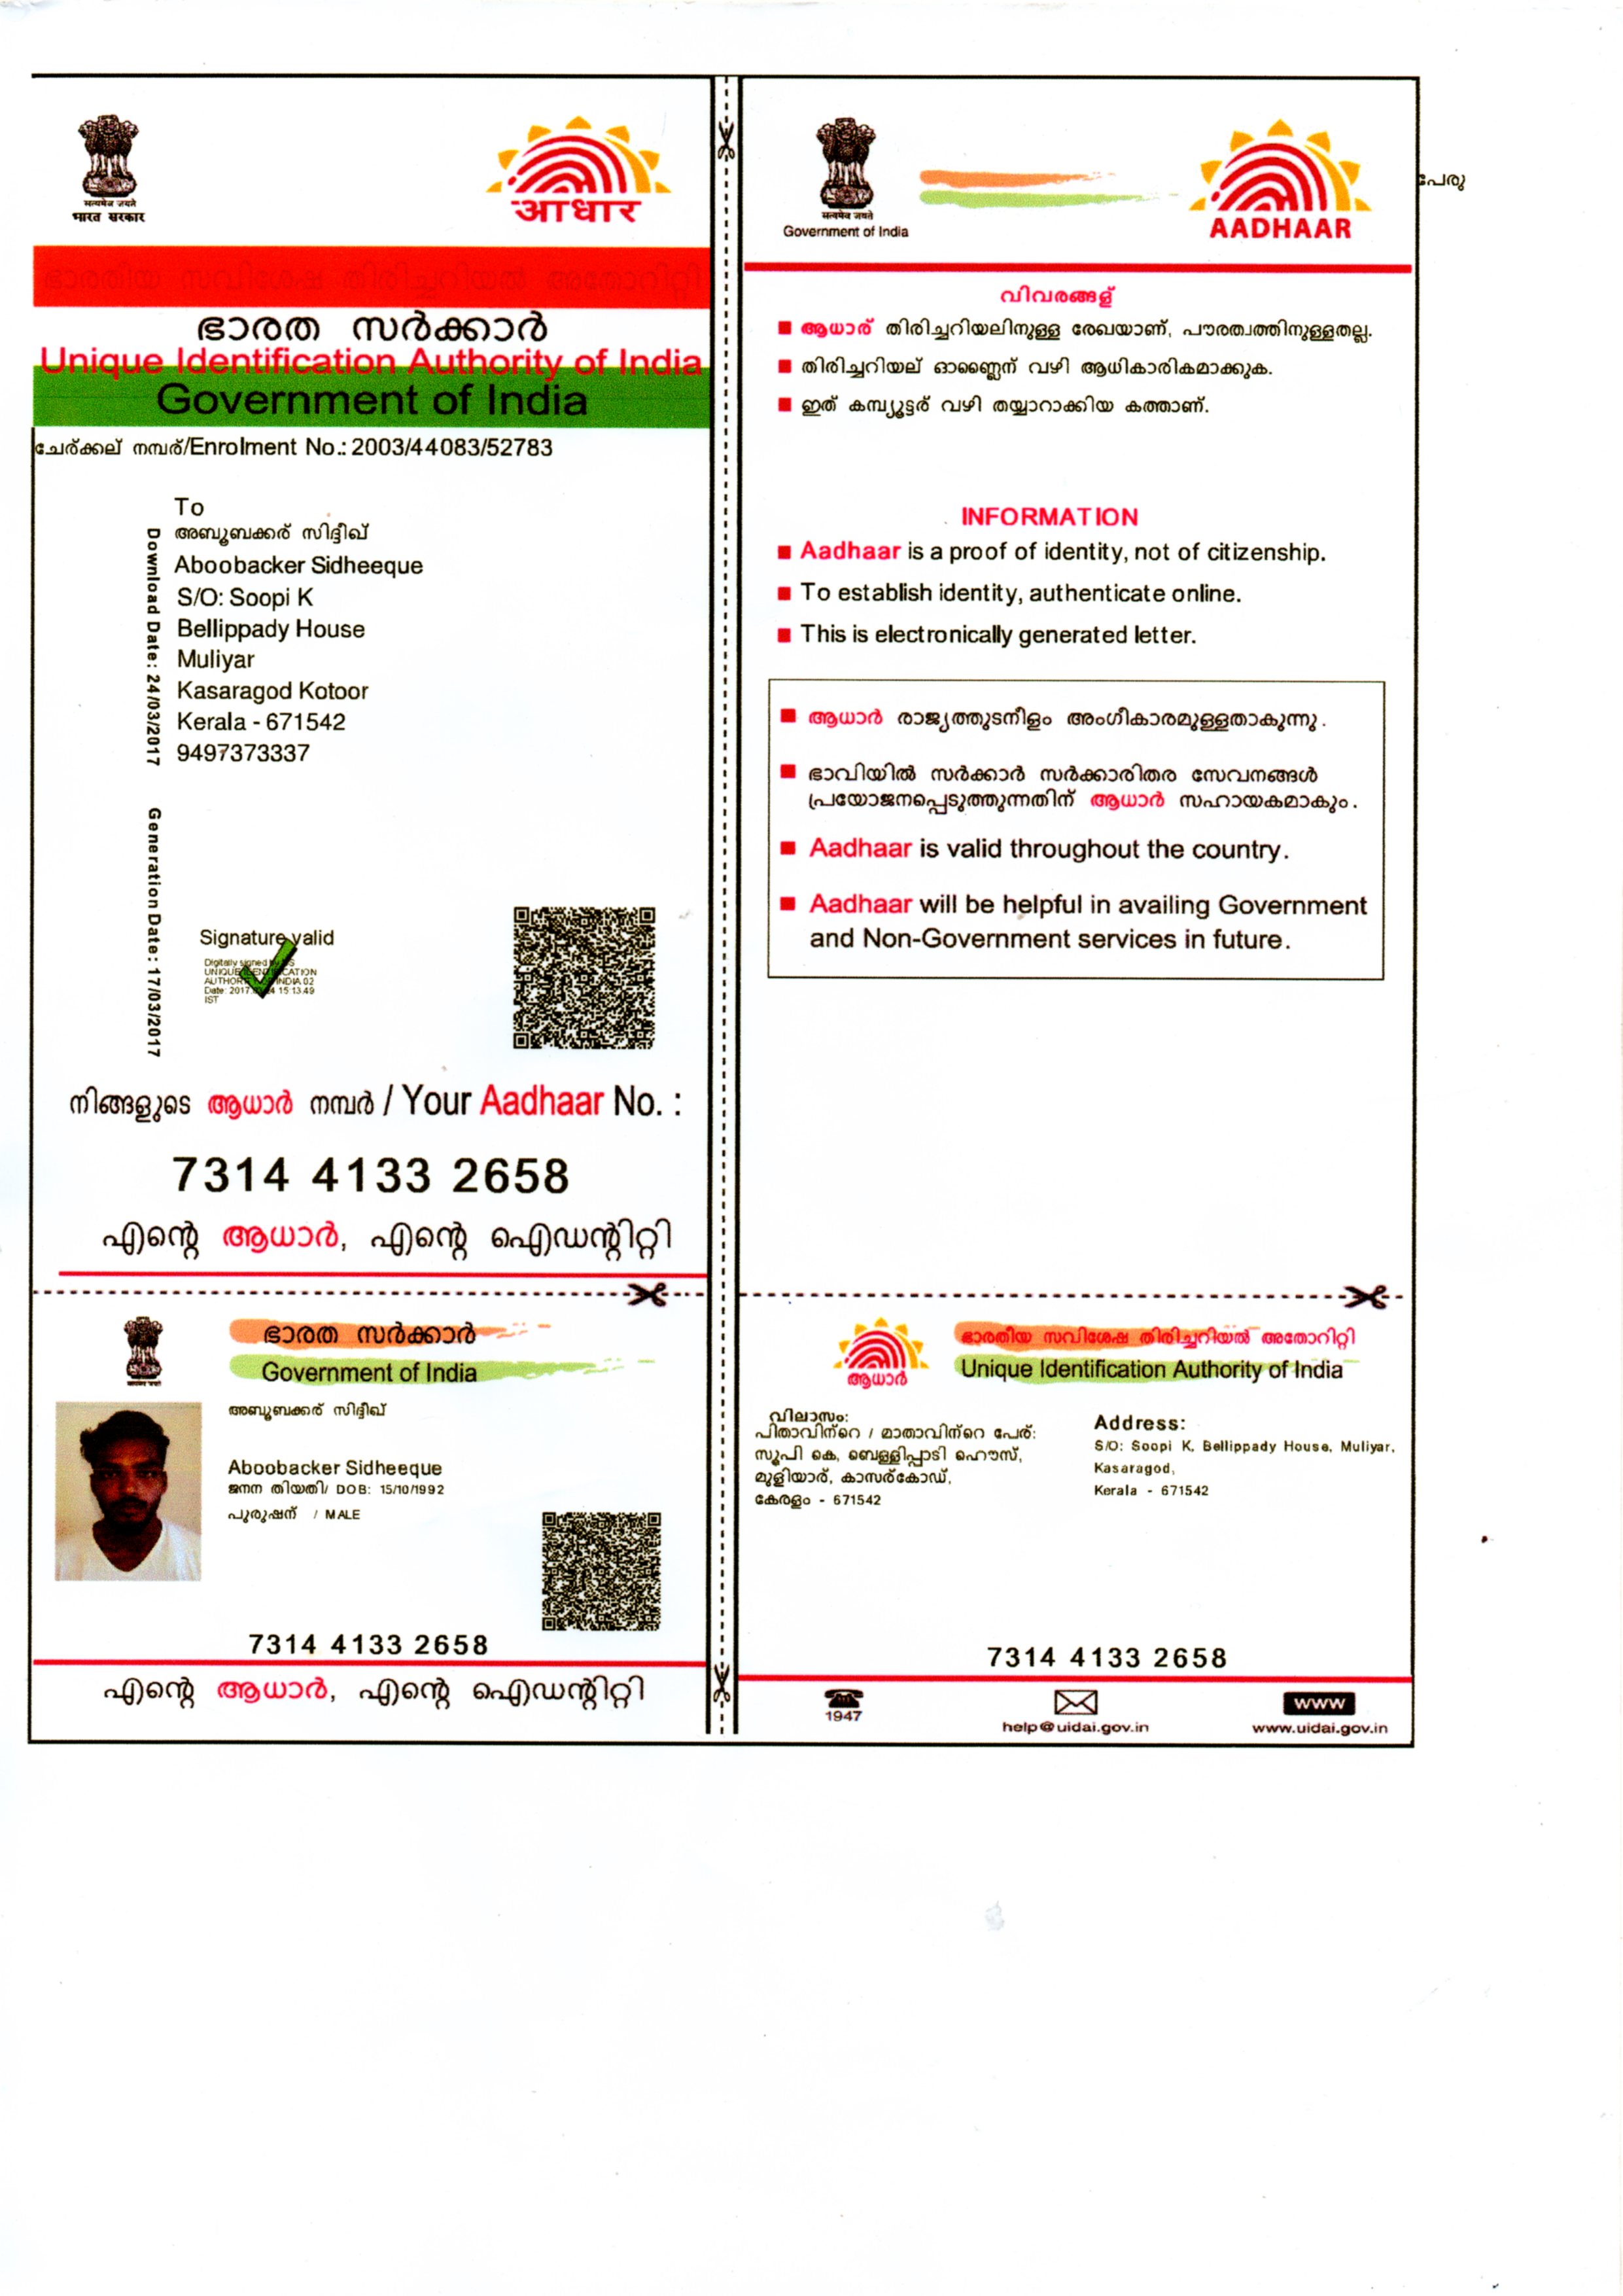 सत्यमेव जयते
भारत सरकार
आधार
ഭാരതീയ സവിശേഷ തിരിച്ചറിയൽ അതോറിറ്റി
ഭാരത സർക്കാർ
Unique Identification Authority of India
Government of India
ചേര്ക്കല് നമ്പര്/Enrolment No.: 2003/44083/52783
To
അബൂബക്കര് സിദ്ദീഖ്
Aboobacker Sidheeque
S/O: Soopi K
Bellippady House
Muliyar
Kasaragod Kotoor
Kerala - 671542
9497373337
Download Date: 24/03/2017
Generation Date: 17/03/2017
Signature valid
Digitally signed by DS
UNIQUE IDENTIFICATION
AUTHORITY OF INDIA 02
Date: 2017 15:13:49
IST
നിങ്ങളുടെ ആധാർ നമ്പർ / Your Aadhaar No. :
7314 4133 2658
എന്റെ ആധാർ, എന്റെ ഐഡന്റിറ്റി
ഭാരത സർക്കാർ
Government of India
അബൂബക്കര് സിദ്ദീഖ്
Aboobacker Sidheeque
ജനന തിയതി/ DOB: 15/10/1992
പുരുഷന് / MALE
7314 4133 2658
എന്റെ ആധാർ, എന്റെ ഐഡന്റിറ്റി
सत्यमेव जयते
Government of India
AADHAAR
പേരു
വിവരങ്ങള്
ആധാര് തിരിച്ചറിയലിനുള്ള രേഖയാണ്, പൗരത്വത്തിനുള്ളതല്ല.
തിരിച്ചറിയല് ഓണ്ലൈന് വഴി ആധികാരികമാക്കുക.
ഇത് കമ്പ്യൂട്ടര് വഴി തയ്യാറാക്കിയ കത്താണ്.
INFORMATION
Aadhaar is a proof of identity, not of citizenship.
To establish identity, authenticate online.
This is electronically generated letter.
ആധാർ രാജ്യത്തുടനീളം അംഗീകാരമുള്ളതാകുന്നു.
ഭാവിയിൽ സർക്കാർ സർക്കാരിതര സേവനങ്ങൾ
പ്രയോജനപ്പെടുത്തുന്നതിന് ആധാർ സഹായകമാകും.
Aadhaar is valid throughout the country.
Aadhaar will be helpful in availing Government
and Non-Government services in future.
ആധാർ
ഭാരതീയ സവിശേഷ തിരിച്ചറിയൽ അതോറിറ്റി
Unique Identification Authority of India
വിലാസം:
പിതാവിന്റെ / മാതാവിന്റെ പേര്:
സൂപി കെ, ബെള്ളിപ്പാടി ഹൌസ്,
മുളിയാര്, കാസര്കോഡ്,
കേരളം - 671542
Address:
S/O: Soopi K, Bellippady House, Muliyar,
Kasaragod,
Kerala - 671542
7314 4133 2658
1947
help@uidai.gov.in
www
www.uidai.gov.in